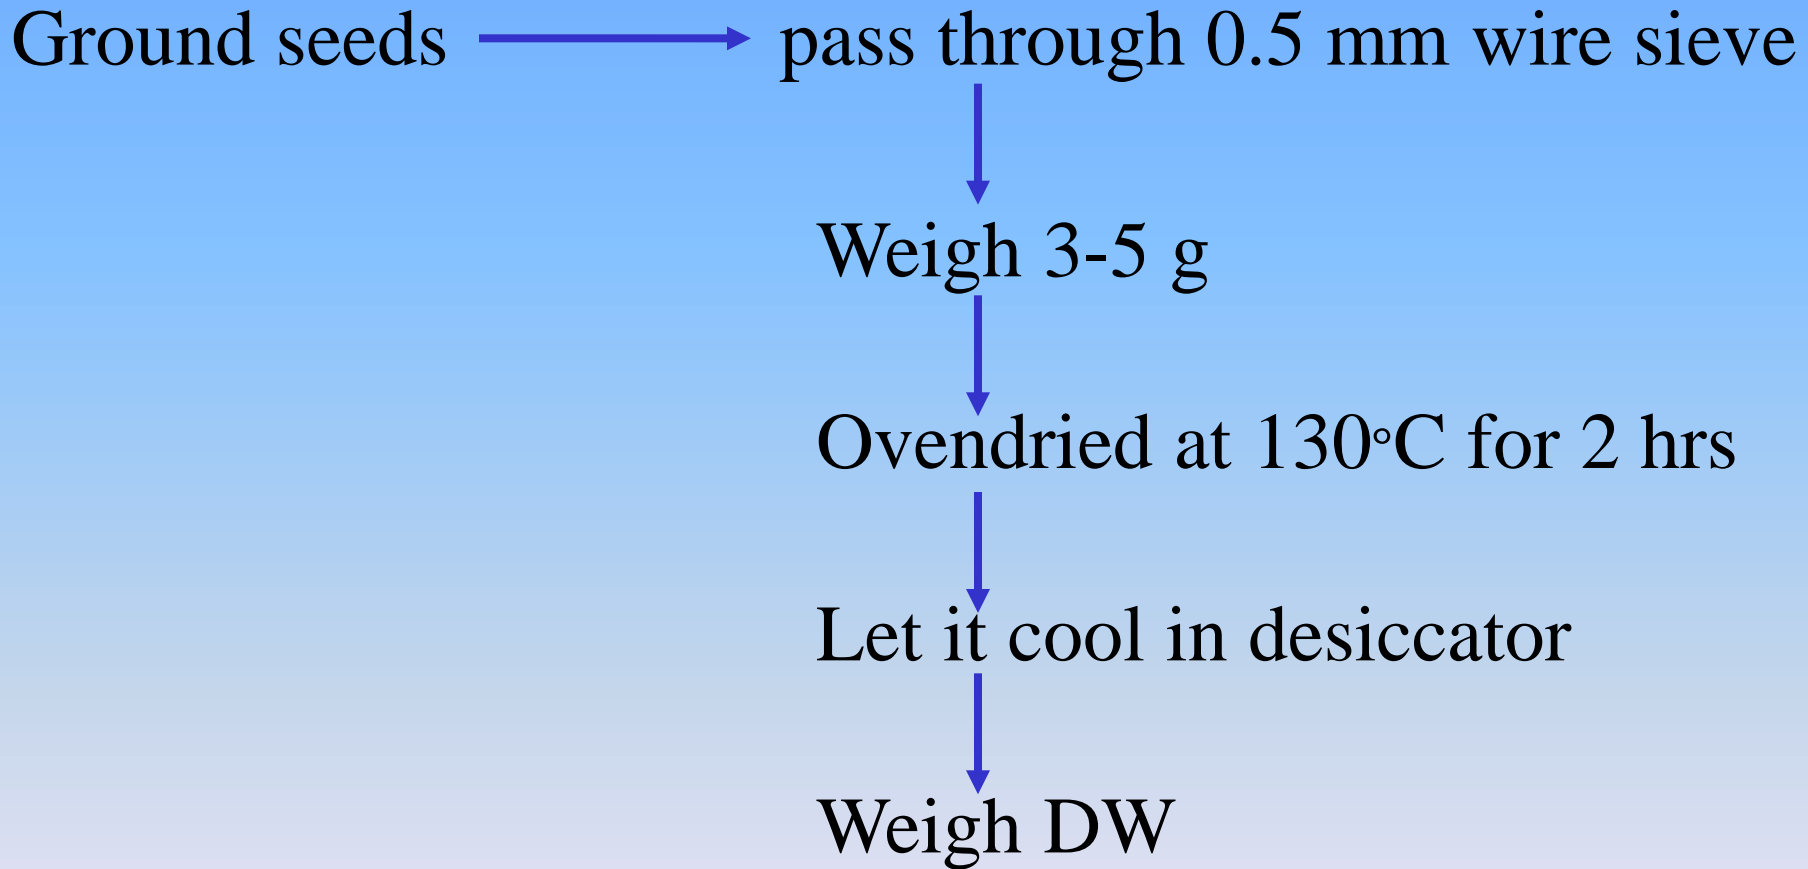 Ground seeds pass through 0.5 mm wire sieve
Weigh 3-5 g
Ovendried at 130°C for 2 hrs
Let it cool in desiccator
Weigh DW